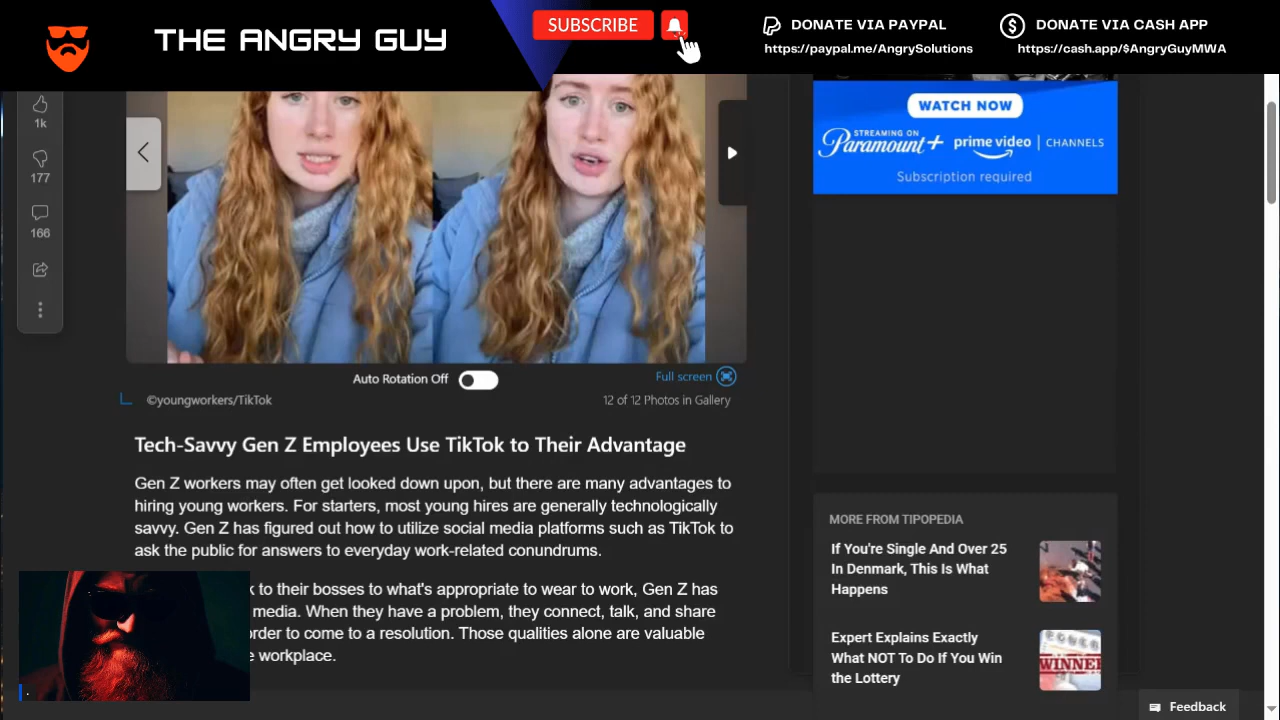 THE ANGRY GUY
SUBSCRIBE
DONATE VIA PAYPAL
https://paypal.me/AngrySolutions
DONATE VIA CASH APP
https://cash.app/$AngryGuyMWA
1k
177
166
WATCH NOW
STREAMING ON
Paramount+ prime video | CHANNELS
Subscription required
Auto Rotation Off
Full screen
©youngworkers/TikTok
12 of 12 Photos in Gallery
Tech-Savvy Gen Z Employees Use TikTok to Their Advantage
Gen Z workers may often get looked down upon, but there are many advantages to
hiring young workers. For starters, most young hires are generally technologically
savvy. Gen Z has figured out how to utilize social media platforms such as TikTok to
ask the public for answers to everyday work-related conundrums.
to their bosses to what's appropriate to wear to work, Gen Z has
media. When they have a problem, they connect, talk, and share
order to come to a resolution. Those qualities alone are valuable
workplace.
MORE FROM TIPOPEDIA
If You're Single And Over 25
In Denmark, This Is What
Happens
Expert Explains Exactly
What NOT To Do If You Win
the Lottery
WINNER
Feedback